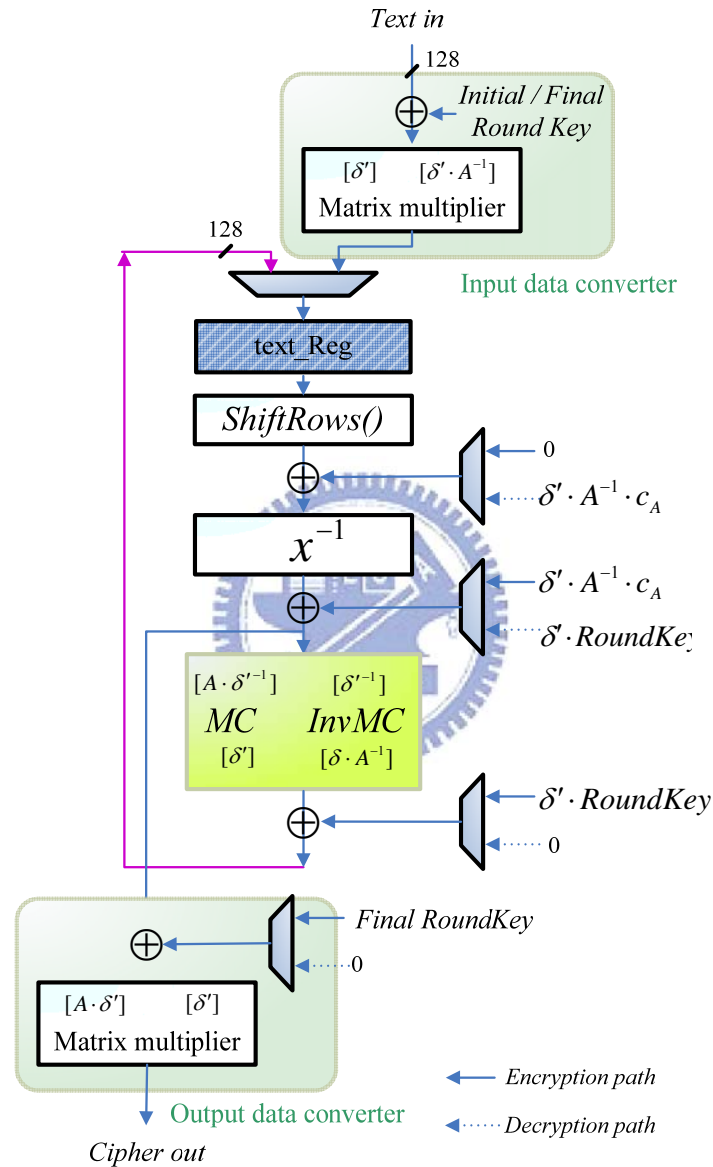 Text in
128
Initial / Final
Round Key
[δ′] [δ′·A⁻¹]
Matrix multiplier
128
Input data converter
text_Reg
ShiftRows()
0
δ′·A⁻¹·c_A
x⁻¹
δ′·A⁻¹·c_A
δ′·RoundKey
[A·δ′⁻¹] [δ′⁻¹]
MC InvMC
[δ′] [δ·A⁻¹]
δ′·RoundKey
0
Final RoundKey
0
[A·δ′] [δ′]
Matrix multiplier
Encryption path
Output data converter
Decryption path
Cipher out